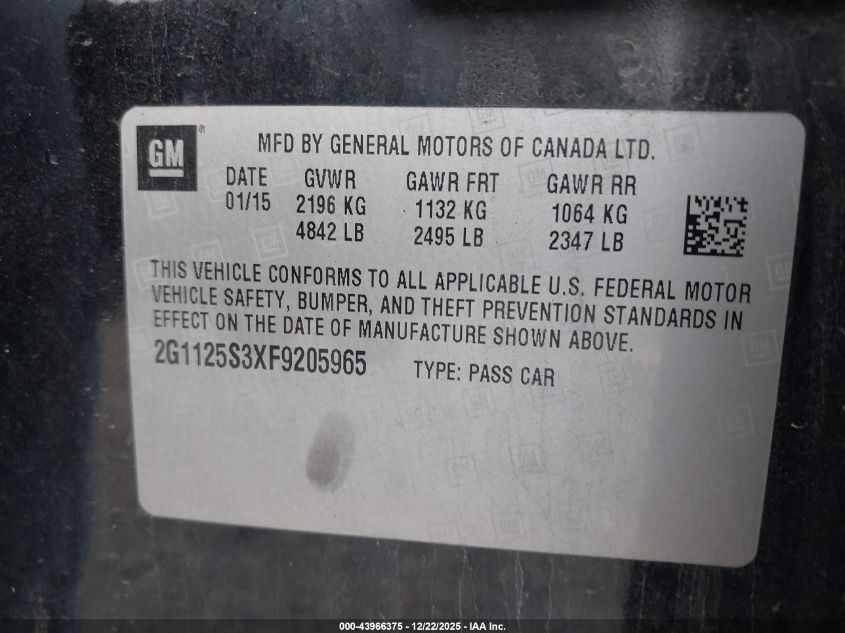 GM ®
MFD BY GENERAL MOTORS OF CANADA LTD.
DATE GVWR GAWR FRT GAWR RR
01/15 2196 KG 1132 KG 1064 KG
4842 LB 2495 LB 2347 LB
THIS VEHICLE CONFORMS TO ALL APPLICABLE U.S. FEDERAL MOTOR
VEHICLE SAFETY, BUMPER, AND THEFT PREVENTION STANDARDS IN
EFFECT ON THE DATE OF MANUFACTURE SHOWN ABOVE.
2G1125S3XF9205965 TYPE: PASS CAR
000-43966375 - 12/22/2025 - IAA Inc.